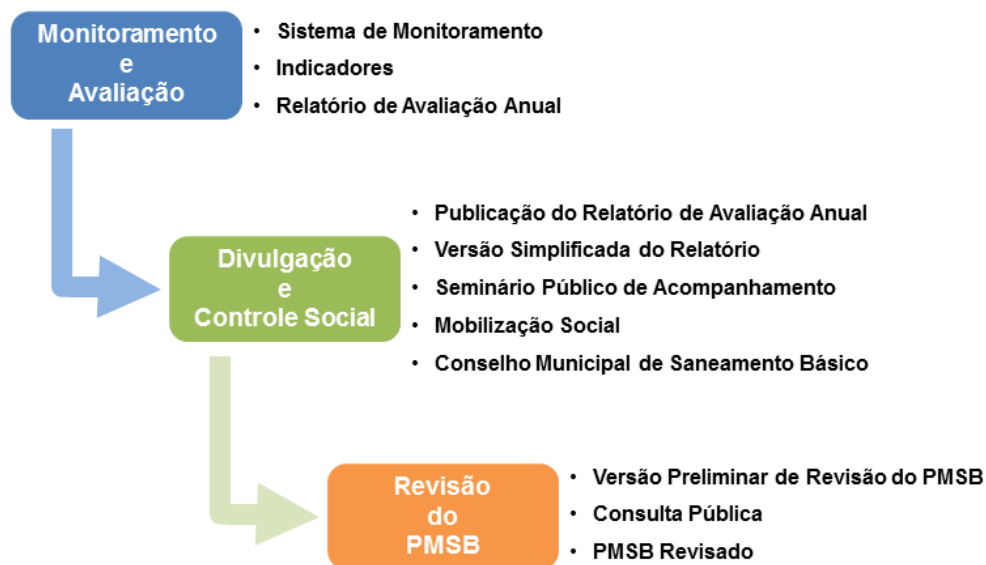 Monitoramento
e
Avaliação
• Sistema de Monitoramento
• Indicadores
• Relatório de Avaliação Anual
Divulgação
e
Controle Social
• Publicação do Relatório de Avaliação Anual
• Versão Simplificada do Relatório
• Seminário Público de Acompanhamento
• Mobilização Social
• Conselho Municipal de Saneamento Básico
Revisão
do
PMSB
• Versão Preliminar de Revisão do PMSB
• Consulta Pública
• PMSB Revisado